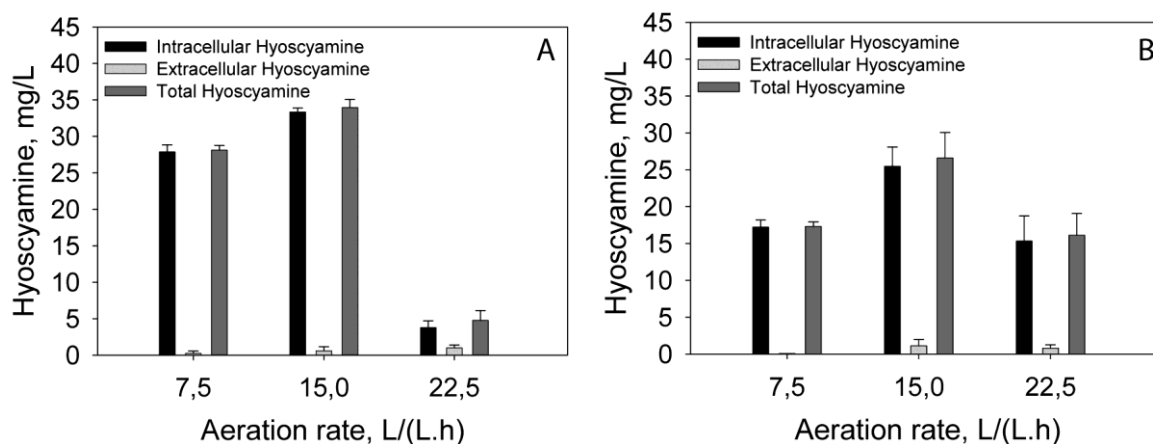 A
Intracellular Hyoscyamine
Extracellular Hyoscyamine
Total Hyoscyamine
Hyoscyamine, mg/L
45
40
35
30
25
20
15
10
5
0
7,5 15,0 22,5
Aeration rate, L/(L.h)
B
Intracellular Hyoscyamine
Extracellular Hyoscyamine
Total Hyoscyamine
Hyoscyamine, mg/L
45
40
35
30
25
20
15
10
5
0
7,5 15,0 22,5
Aeration rate, L/(L.h)